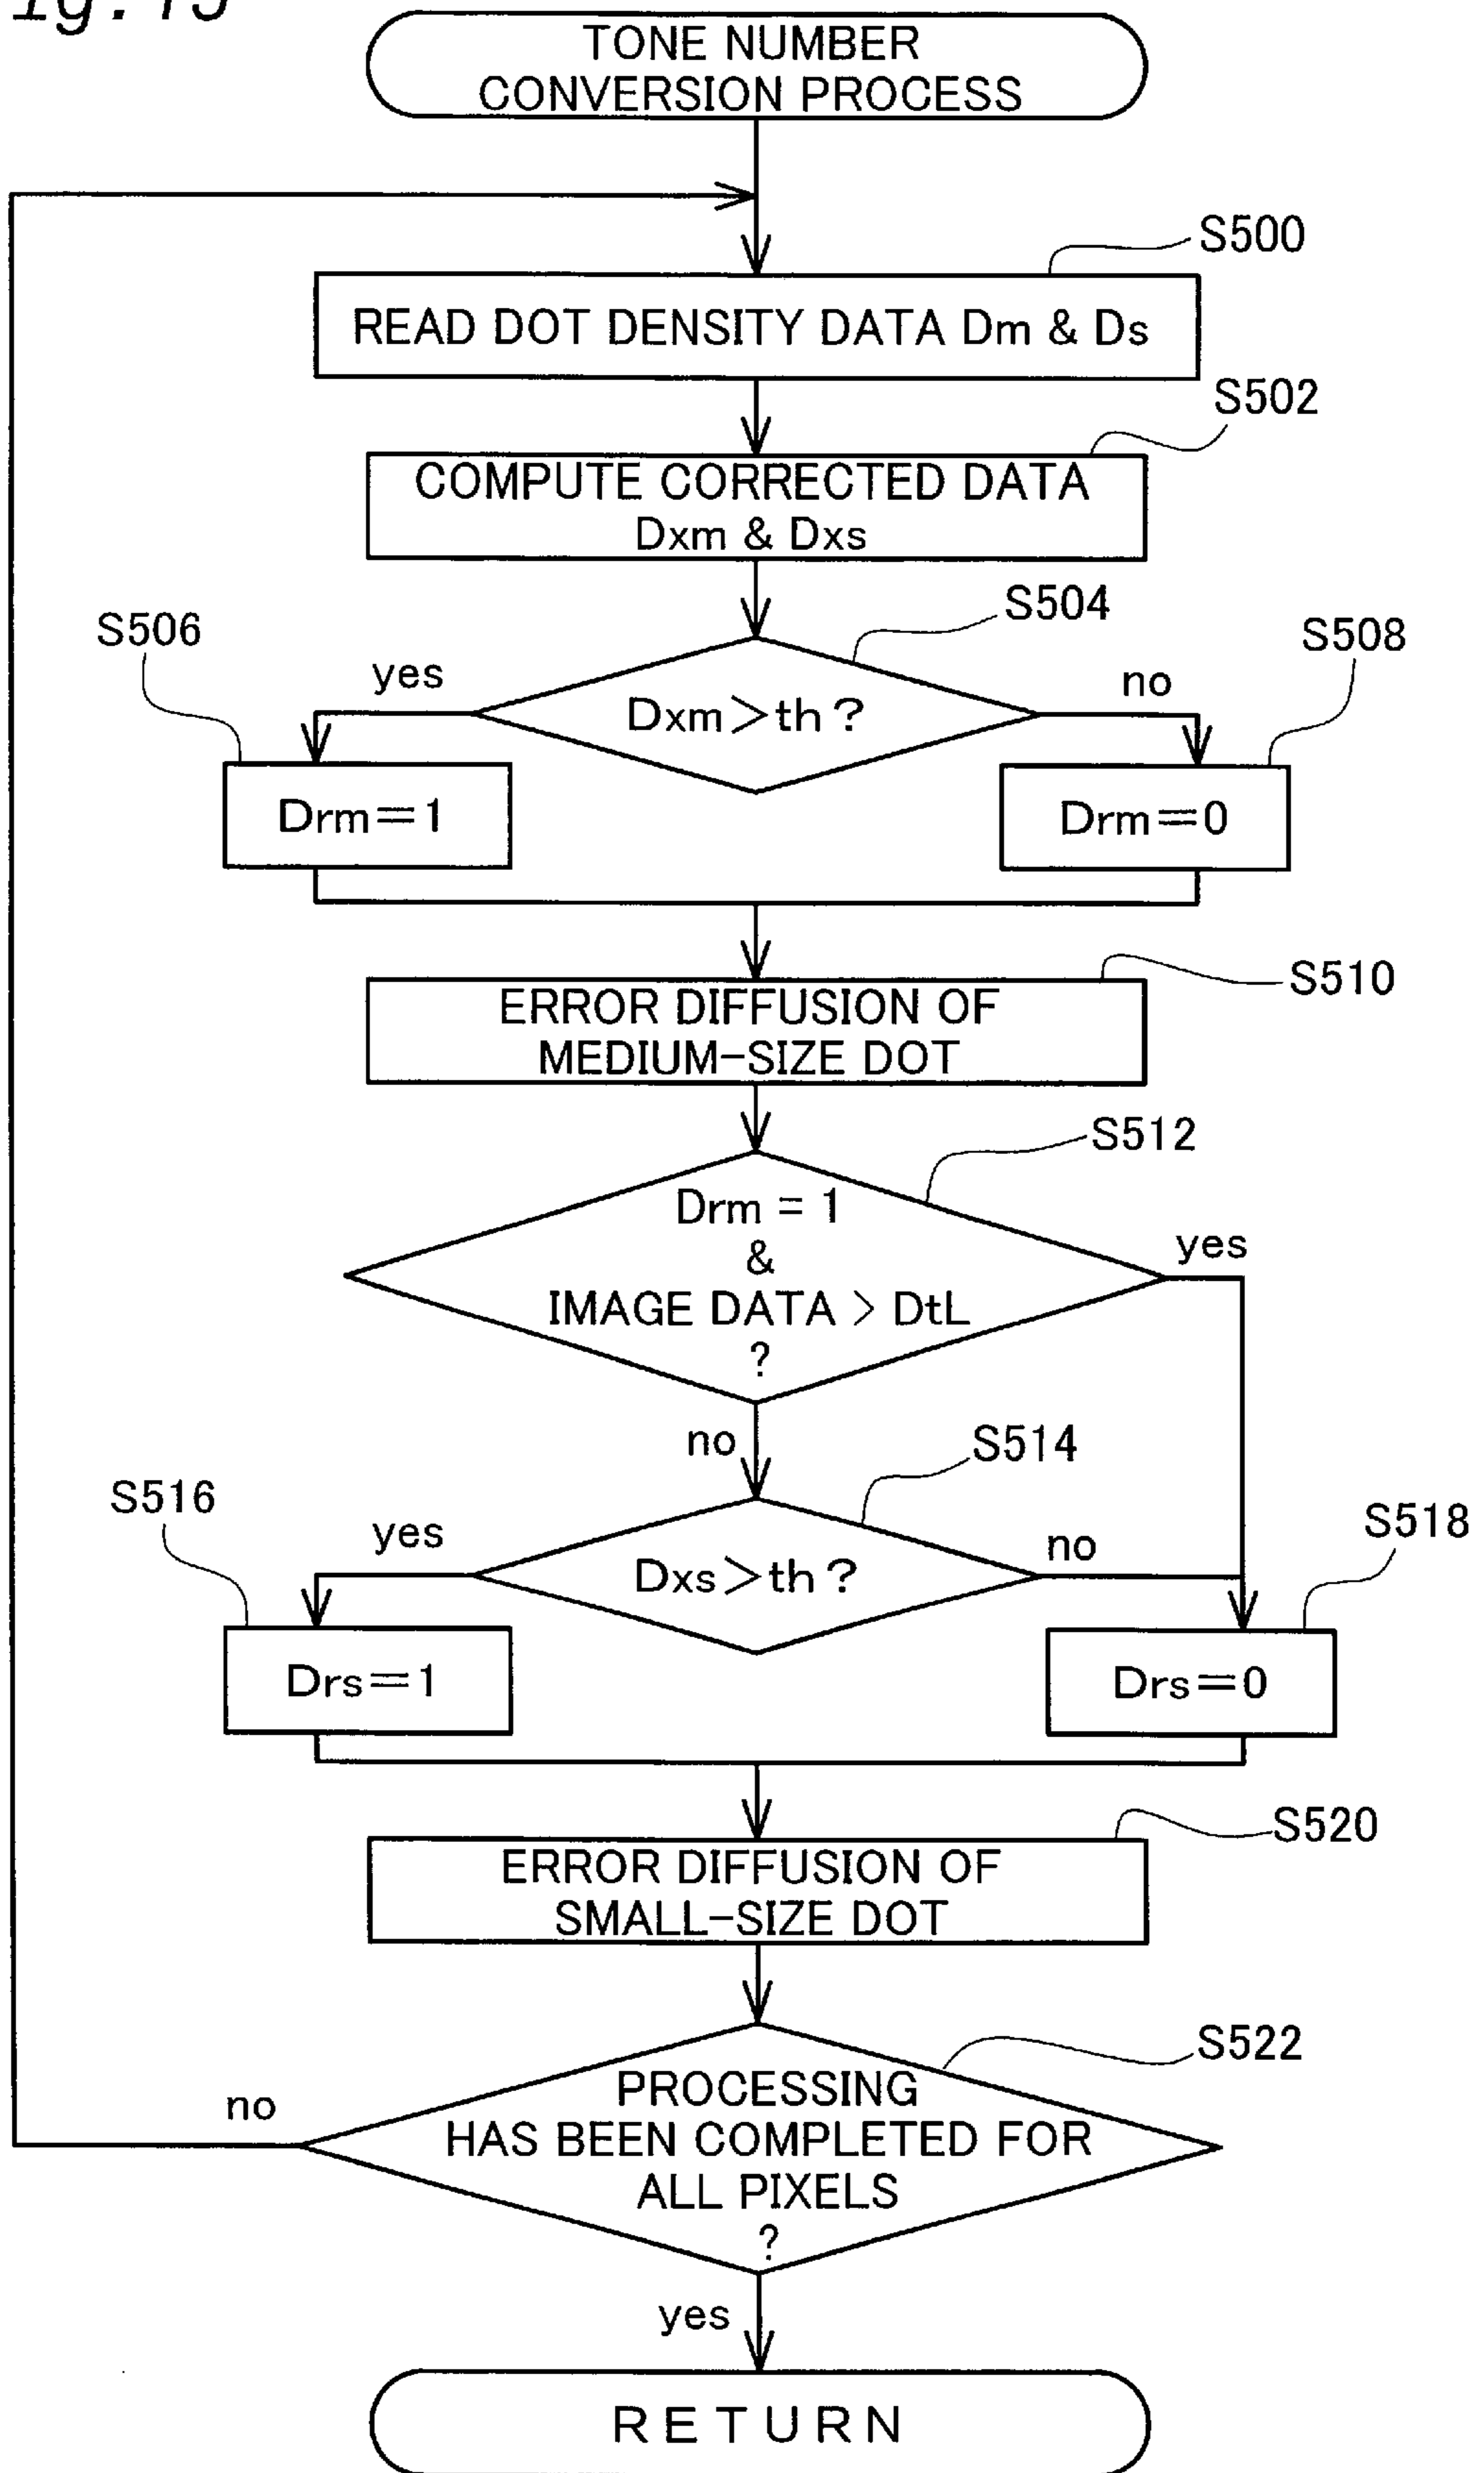 TONE NUMBER
CONVERSION PROCESS
S500
READ DOT DENSITY DATA Dm & Ds
S502
COMPUTE CORRECTED DATA
Dxm & Dxs
S504
S506
S508
yes
no
Dxm>th?
Drm=1
Drm=0
S510
ERROR DIFFUSION OF
MEDIUM-SIZE DOT
S512
Drm = 1
&
yes
IMAGE DATA > DtL
?
no
S514
S516
S518
yes
no
Dxs>th?
Drs=1
Drs=0
S520
ERROR DIFFUSION OF
SMALL-SIZE DOT
S522
PROCESSING
no
HAS BEEN COMPLETED FOR
ALL PIXELS
?
yes
RETURN